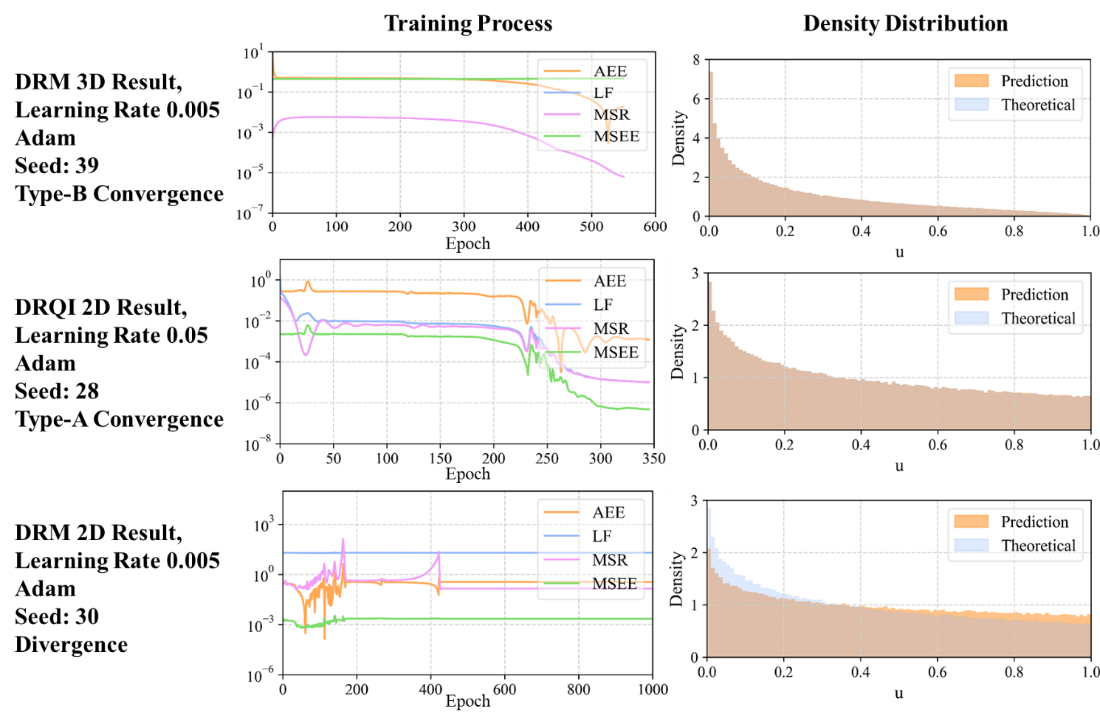 Training Process
Density Distribution
DRM 3D Result,
Learning Rate 0.005
Adam
Seed: 39
Type-B Convergence
10^1
10^-1
10^-3
10^-5
10^-7
0 100 200 300 400 500 600
Epoch
AEE
LF
MSR
MSEE
Density
8
6
4
2
0
0.0 0.2 0.4 0.6 0.8 1.0
u
Prediction
Theoretical
DRQI 2D Result,
Learning Rate 0.05
Adam
Seed: 28
Type-A Convergence
10^0
10^-2
10^-4
10^-6
10^-8
0 50 100 150 200 250 300 350
Epoch
AEE
LF
MSR
MSEE
Density
3
2
1
0
0.0 0.2 0.4 0.6 0.8 1.0
u
Prediction
Theoretical
DRM 2D Result,
Learning Rate 0.005
Adam
Seed: 30
Divergence
10^3
10^0
10^-3
10^-6
0 200 400 600 800 1000
Epoch
AEE
LF
MSR
MSEE
Density
3
2
1
0
0.0 0.2 0.4 0.6 0.8 1.0
u
Prediction
Theoretical